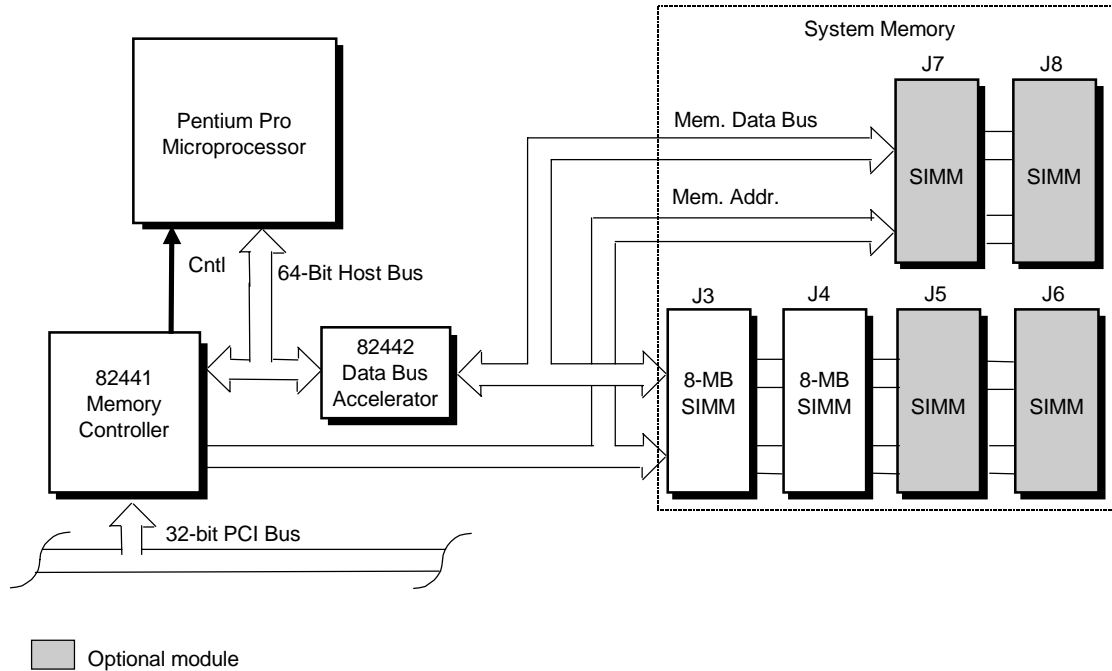 System Memory
J7
J8
Pentium Pro
Microprocessor
Mem. Data Bus
SIMM
SIMM
Mem. Addr.
Cntl
64-Bit Host Bus
J3
J4
J5
J6
82441
Memory
Controller
82442
Data Bus
Accelerator
8-MB
SIMM
8-MB
SIMM
SIMM
SIMM
32-bit PCI Bus
Optional module